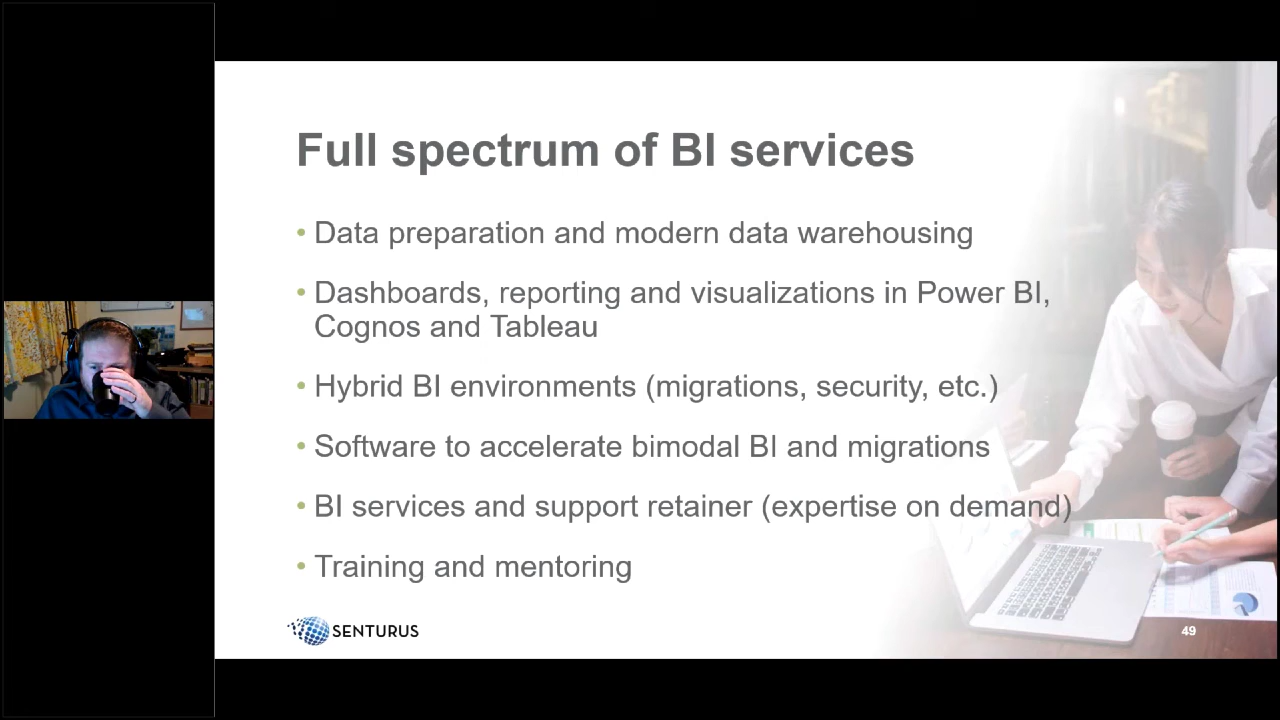 Full spectrum of BI services
• Data preparation and modern data warehousing
• Dashboards, reporting and visualizations in Power BI,
Cognos and Tableau
• Hybrid BI environments (migrations, security, etc.)
• Software to accelerate bimodal BI and migrations
• BI services and support retainer (expertise on demand)
• Training and mentoring
SENTURUS
49